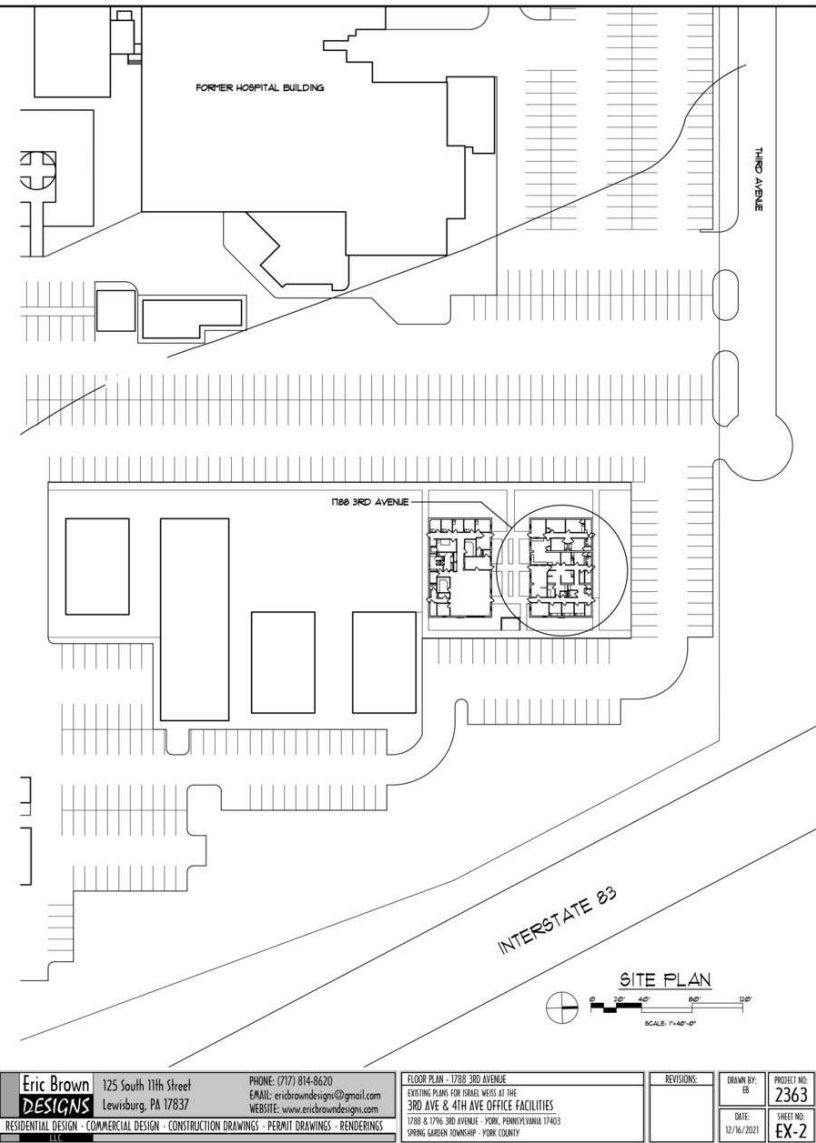 FORMER HOSPITAL BUILDING
THIRD AVENUE
1788 3RD AVENUE
INTERSTATE 83
SITE PLAN
0 20' 40' 80' 120'
SCALE: 1"=40'-0"
Eric Brown
DESIGNS
LLC.
125 South 11th Street
Lewisburg, PA 17837
PHONE: (717) 814-8620
EMAIL: ericbrowndesigns@gmail.com
WEBSITE: www.ericbrowndesigns.com
RESIDENTIAL DESIGN · COMMERCIAL DESIGN · CONSTRUCTION DRAWINGS · PERMIT DRAWINGS · RENDERINGS
FLOOR PLAN - 1788 3RD AVENUE
EXISTING PLANS FOR ISRAEL WEISS AT THE
3RD AVE & 4TH AVE OFFICE FACILITIES
1788 & 1796 3RD AVENUE - YORK, PENNSYLVANIA 17403
SPRING GARDEN TOWNSHIP - YORK COUNTY
REVISIONS:
DRAWN BY:
EB
DATE:
12/16/2021
PROJECT NO:
2363
SHEET NO:
EX-2